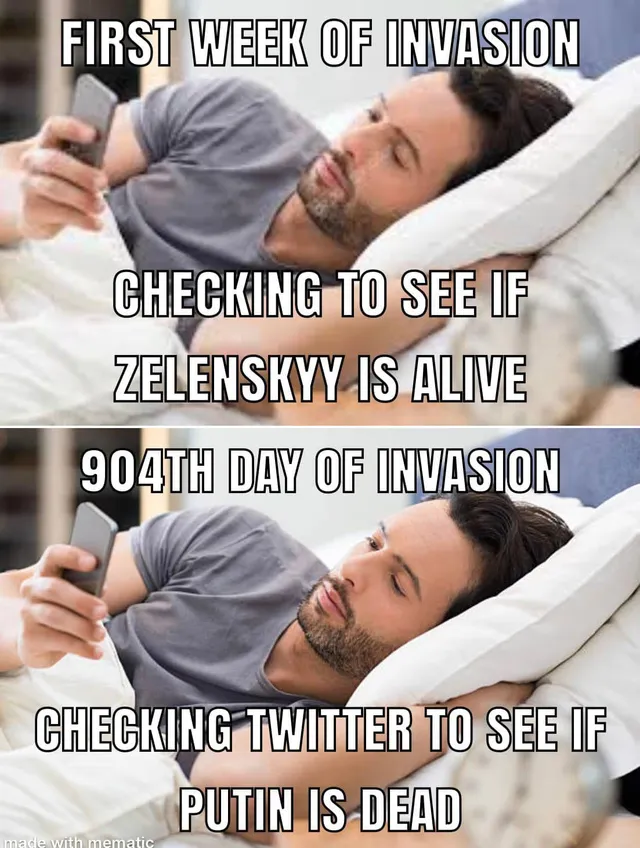 FIRST WEEK OF INVASION
CHECKING TO SEE IF
ZELENSKYY IS ALIVE
904TH DAY OF INVASION
CHECKING TWITTER TO SEE IF
PUTIN IS DEAD
made with mematic